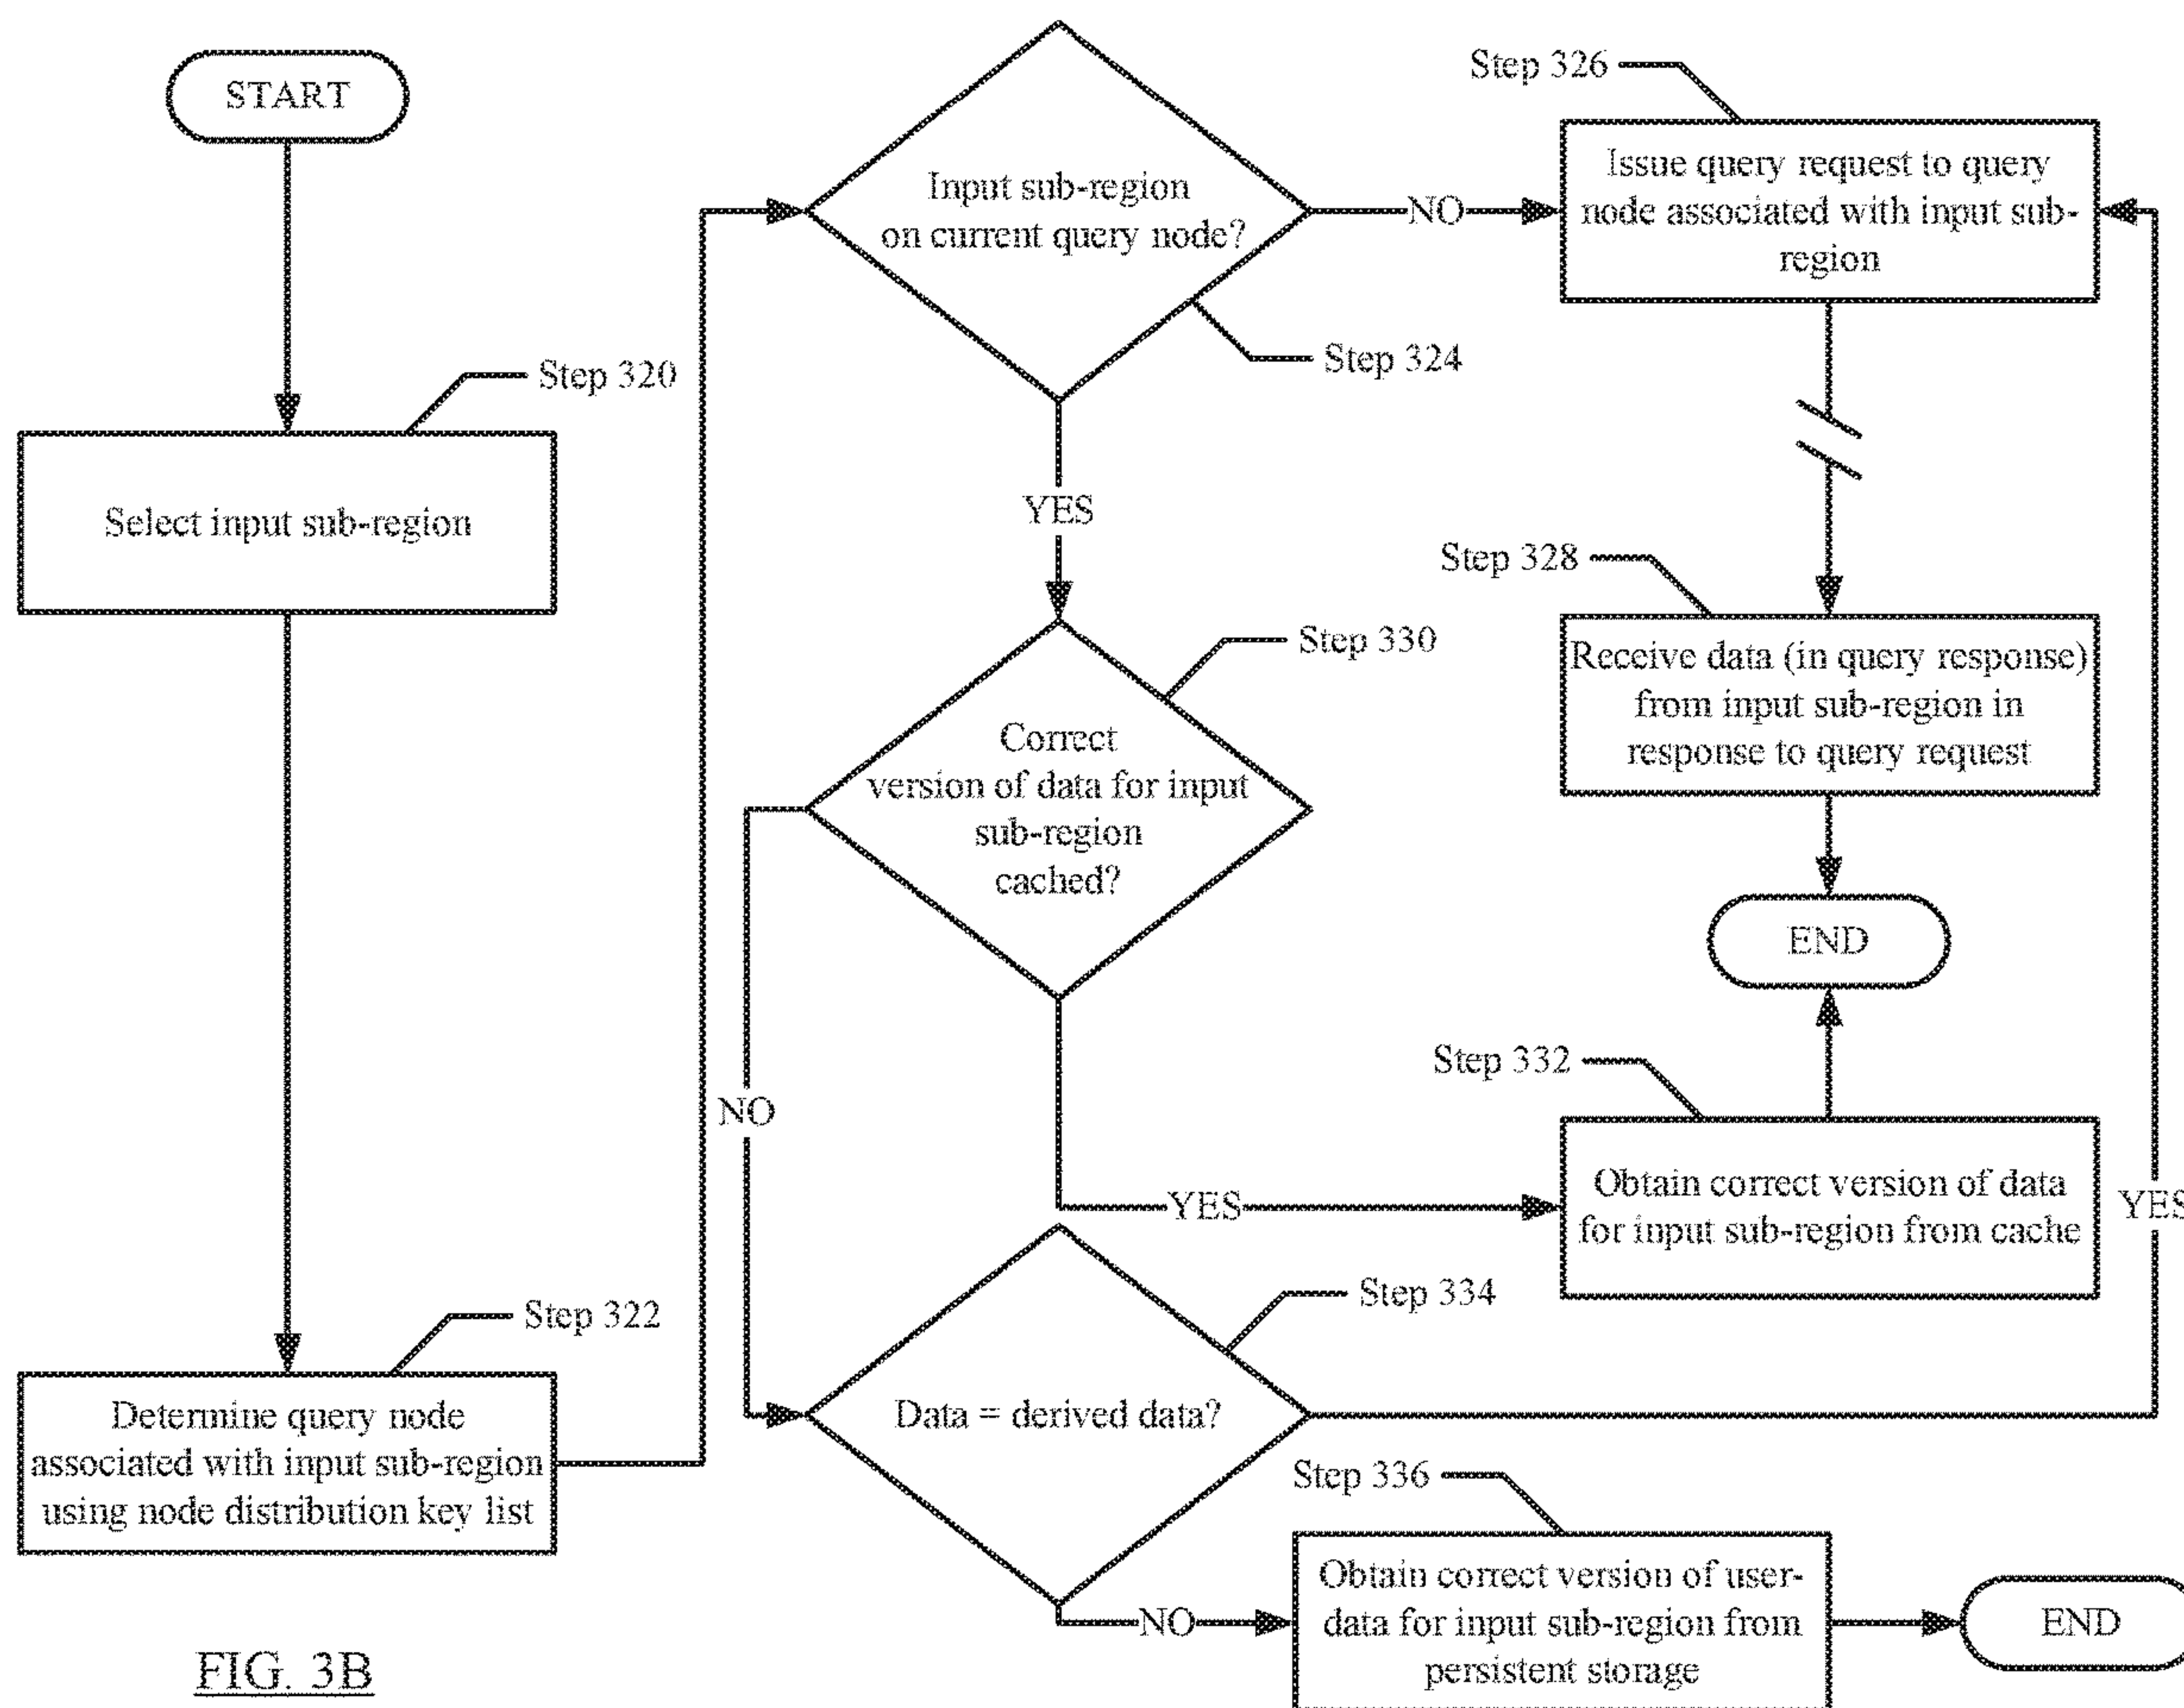 START
Step 320
Select input sub-region
Step 322
Determine query node
associated with input sub-region
using node distribution key list
Input sub-region
on current query node?
Step 324
NO
YES
Step 326
Issue query request to query
node associated with input sub-
region
Step 328
Receive data (in query response)
from input sub-region in
response to query request
END
Step 330
Correct
version of data for input
sub-region
cached?
NO
YES
Step 332
Obtain correct version of data
for input sub-region from cache
YES
Step 334
Data = derived data?
NO
Step 336
Obtain correct version of user-
data for input sub-region from
persistent storage
END
FIG. 3B